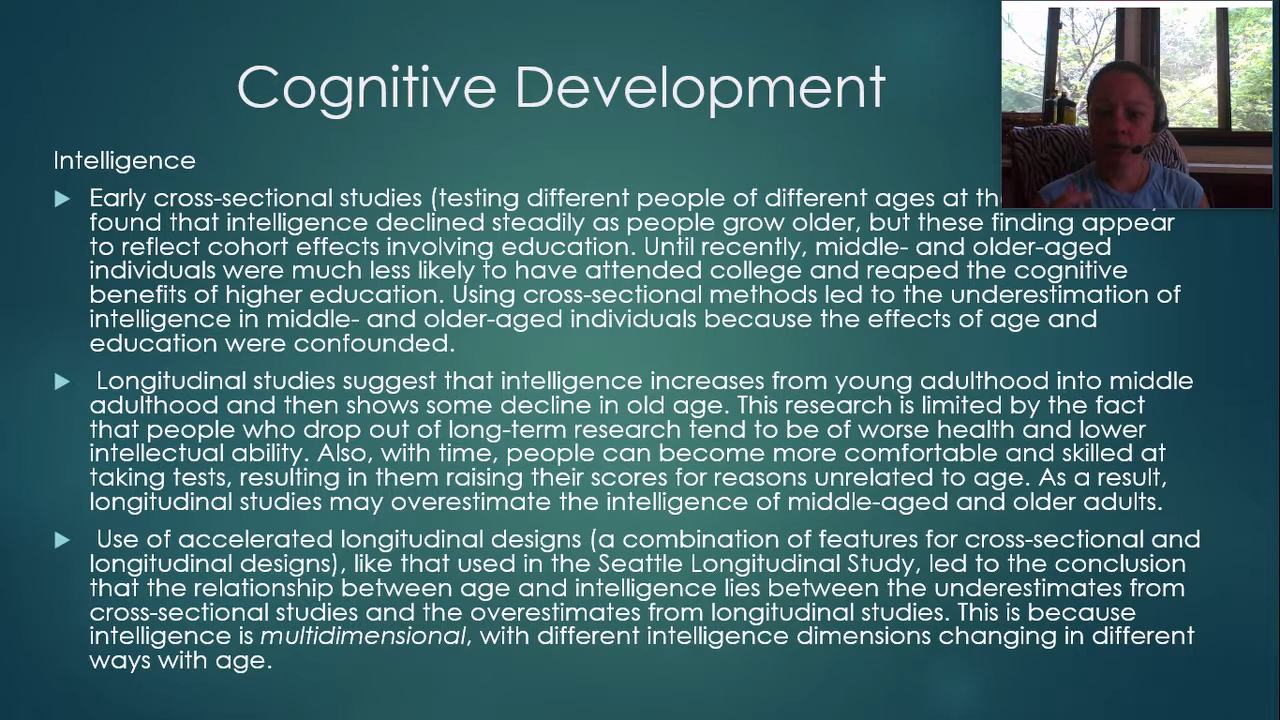 Cognitive Development
Intelligence
Early cross-sectional studies (testing different people of different ages at
found that intelligence declined steadily as people grow older, but these finding appear
to reflect cohort effects involving education. Until recently, middle- and older-aged
individuals were much less likely to have attended college and reaped the cognitive
benefits of higher education. Using cross-sectional methods led to the underestimation of
intelligence in middle- and older-aged individuals because the effects of age and
education were confounded.
Longitudinal studies suggest that intelligence increases from young adulthood into middle
adulthood and then shows some decline in old age. This research is limited by the fact
that people who drop out of long-term research tend to be of worse health and lower
intellectual ability. Also, with time, people can become more comfortable and skilled at
taking tests, resulting in them raising their scores for reasons unrelated to age. As a result,
longitudinal studies may overestimate the intelligence of middle-aged and older adults.
Use of accelerated longitudinal designs (a combination of features for cross-sectional and
longitudinal designs), like that used in the Seattle Longitudinal Study, led to the conclusion
that the relationship between age and intelligence lies between the underestimates from
cross-sectional studies and the overestimates from longitudinal studies. This is because
intelligence is multidimensional, with different intelligence dimensions changing in different
ways with age.